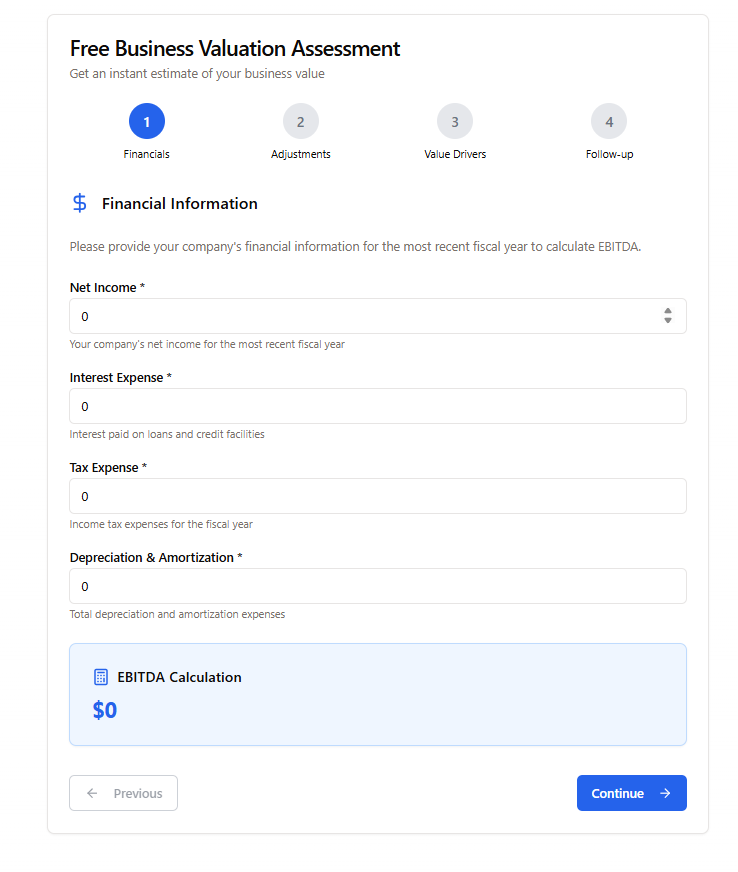 Free Business Valuation Assessment
Get an instant estimate of your business value
1
2
3
4
Financials
Adjustments
Value Drivers
Follow-up
$ Financial Information
Please provide your company's financial information for the most recent fiscal year to calculate EBITDA.
Net Income *
0
Your company's net income for the most recent fiscal year
Interest Expense *
0
Interest paid on loans and credit facilities
Tax Expense *
0
Income tax expenses for the fiscal year
Depreciation & Amortization *
0
Total depreciation and amortization expenses
EBITDA Calculation
$0
Previous
Continue